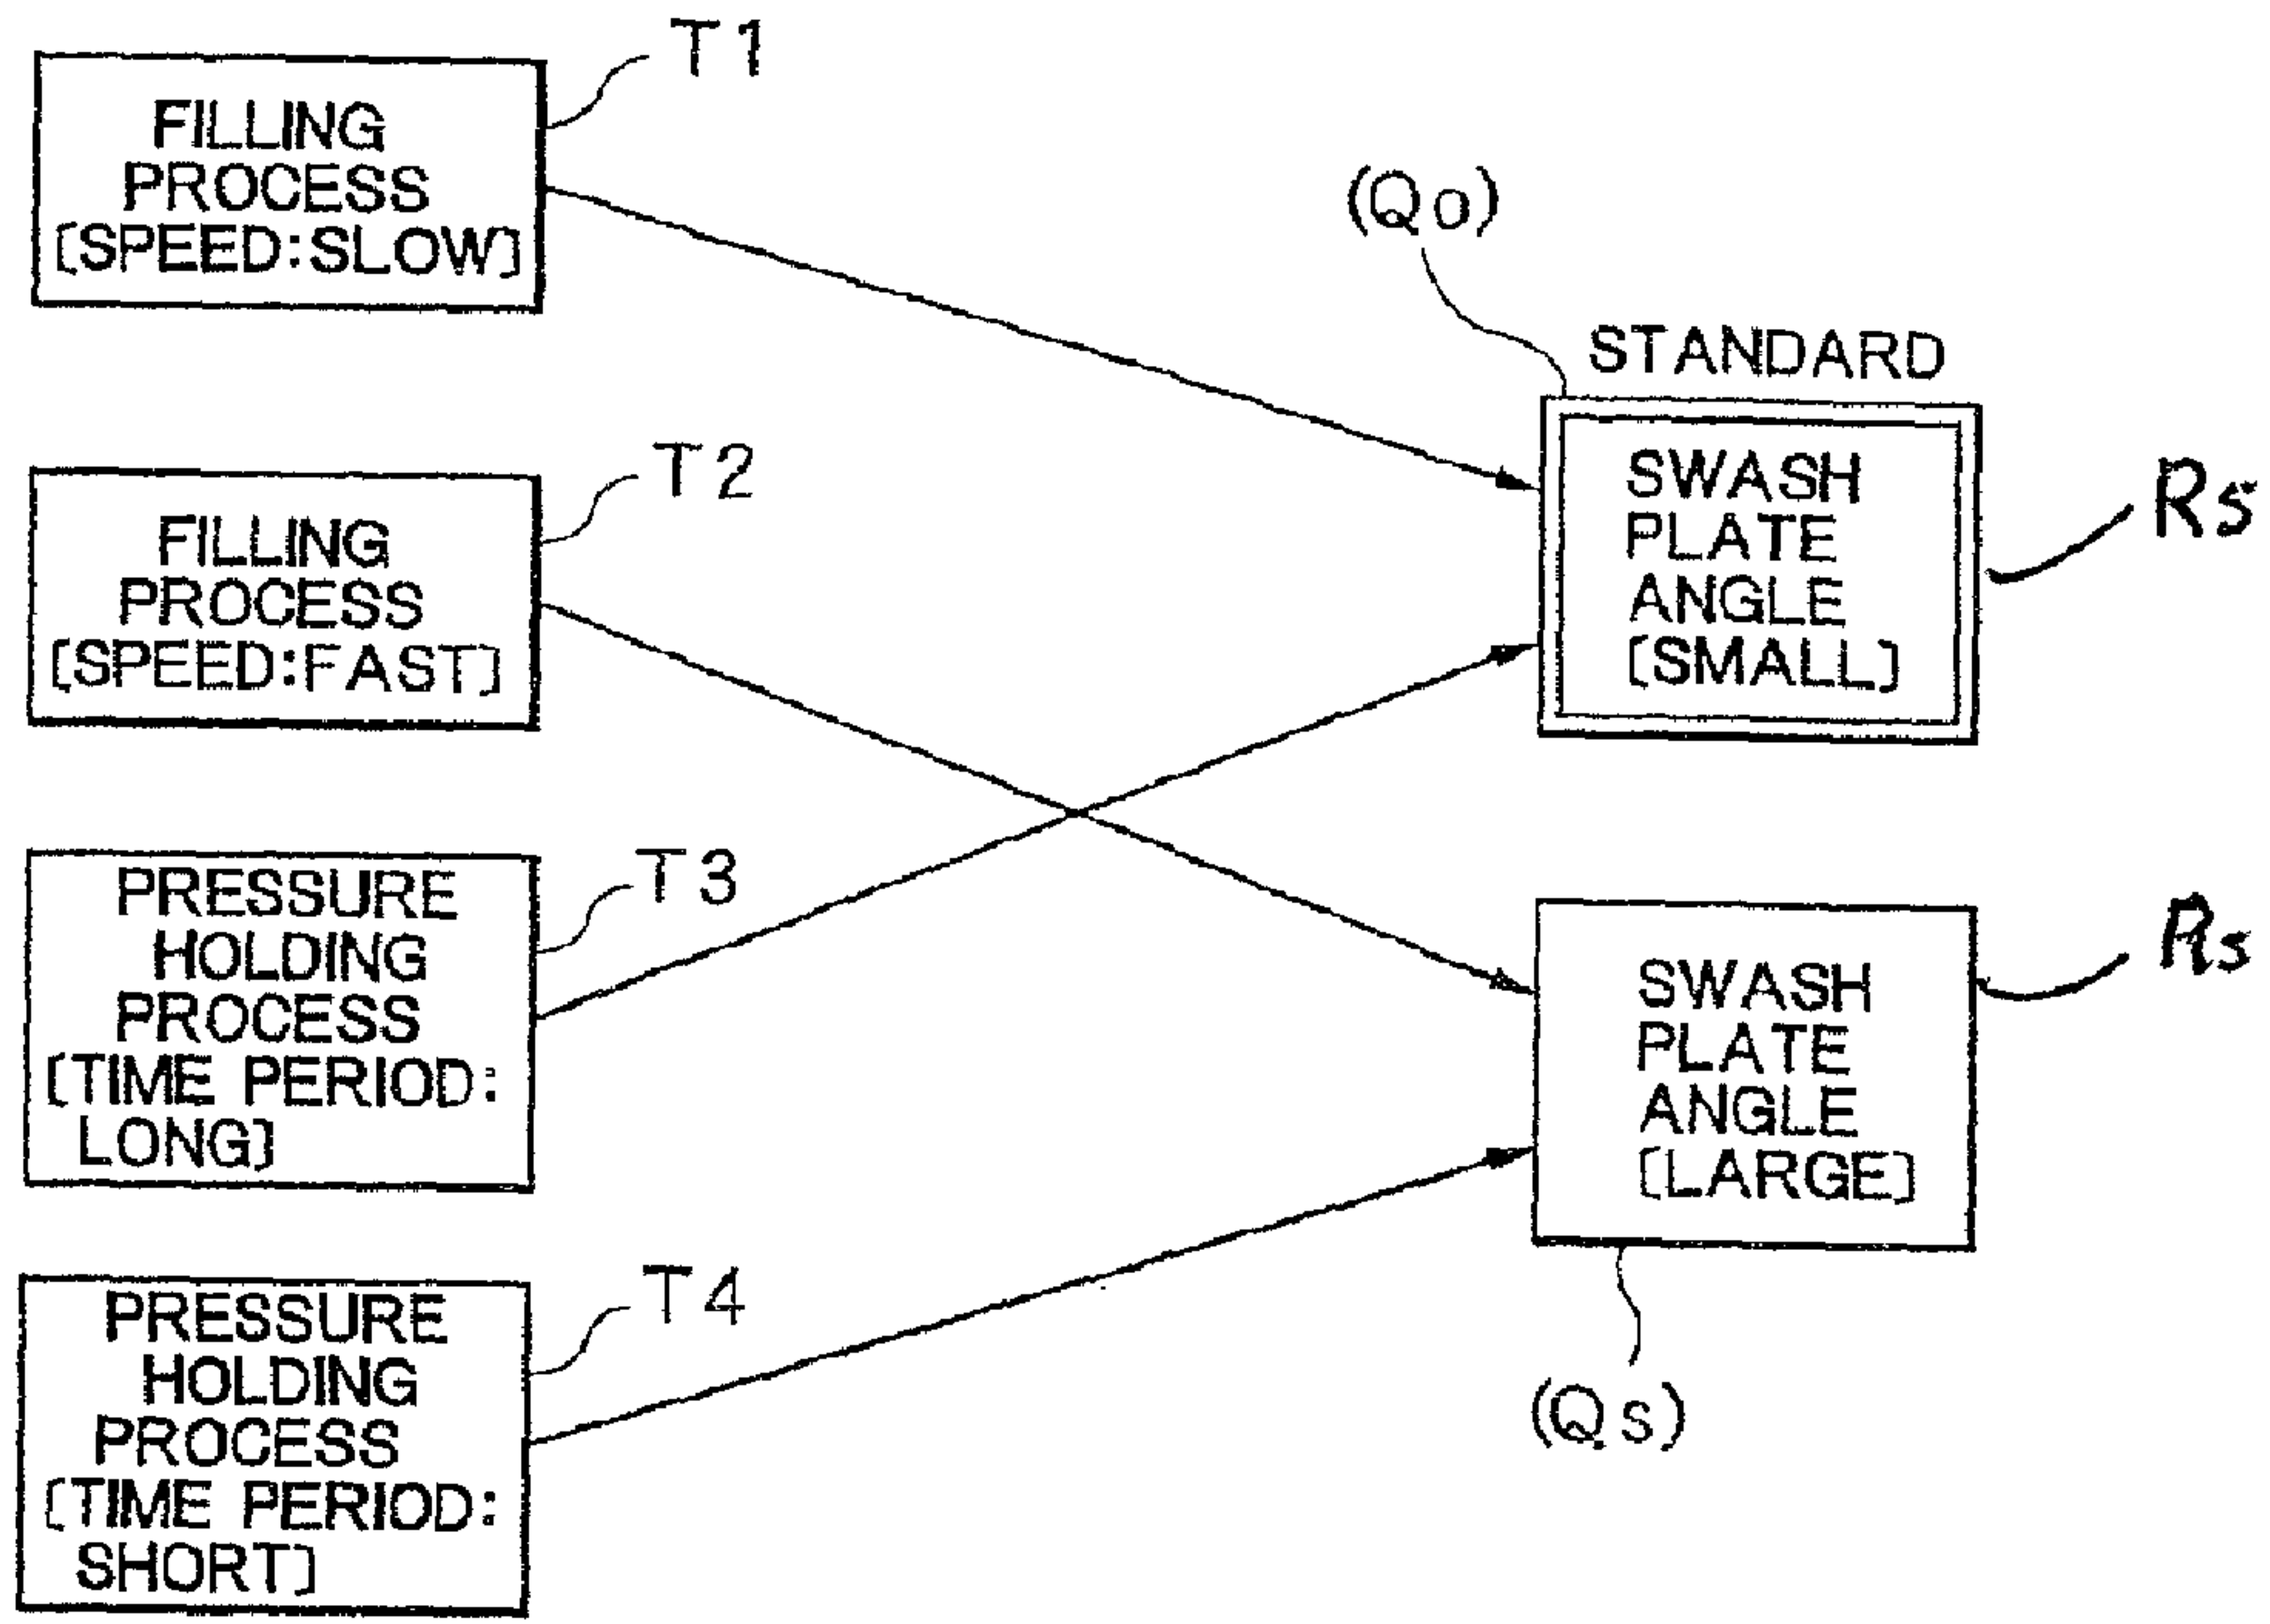 T1
FILLING
PROCESS
[SPEED:SLOW]
T2
FILLING
PROCESS
[SPEED:FAST]
T3
PRESSURE
HOLDING
PROCESS
[TIME PERIOD:
LONG]
T4
PRESSURE
HOLDING
PROCESS
[TIME PERIOD:
SHORT]
(Qo)
STANDARD
SWASH
PLATE
ANGLE
[SMALL]
Rs
SWASH
PLATE
ANGLE
[LARGE]
Rs
(Qs)